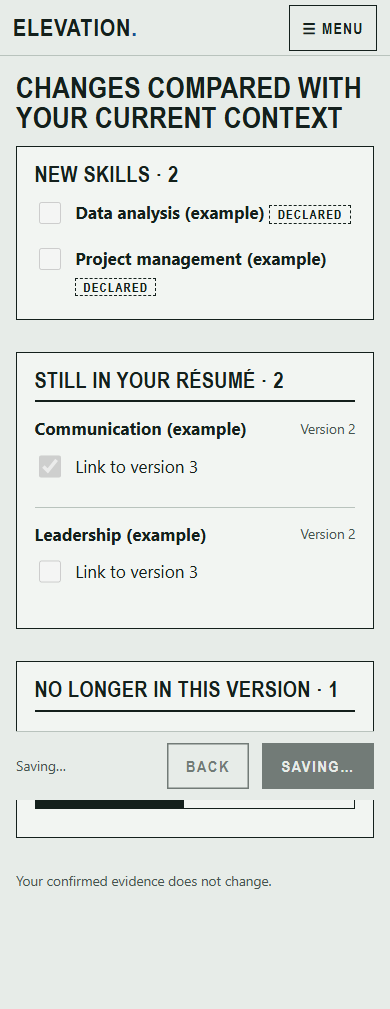 ELEVATION.
☰ MENU
CHANGES COMPARED WITH
YOUR CURRENT CONTEXT
NEW SKILLS · 2
Data analysis (example) DECLARED
Project management (example)
DECLARED
STILL IN YOUR RÉSUMÉ · 2
Communication (example) Version 2
Link to version 3
Leadership (example) Version 2
Link to version 3
NO LONGER IN THIS VERSION · 1
Saving… BACK SAVING…
Your confirmed evidence does not change.